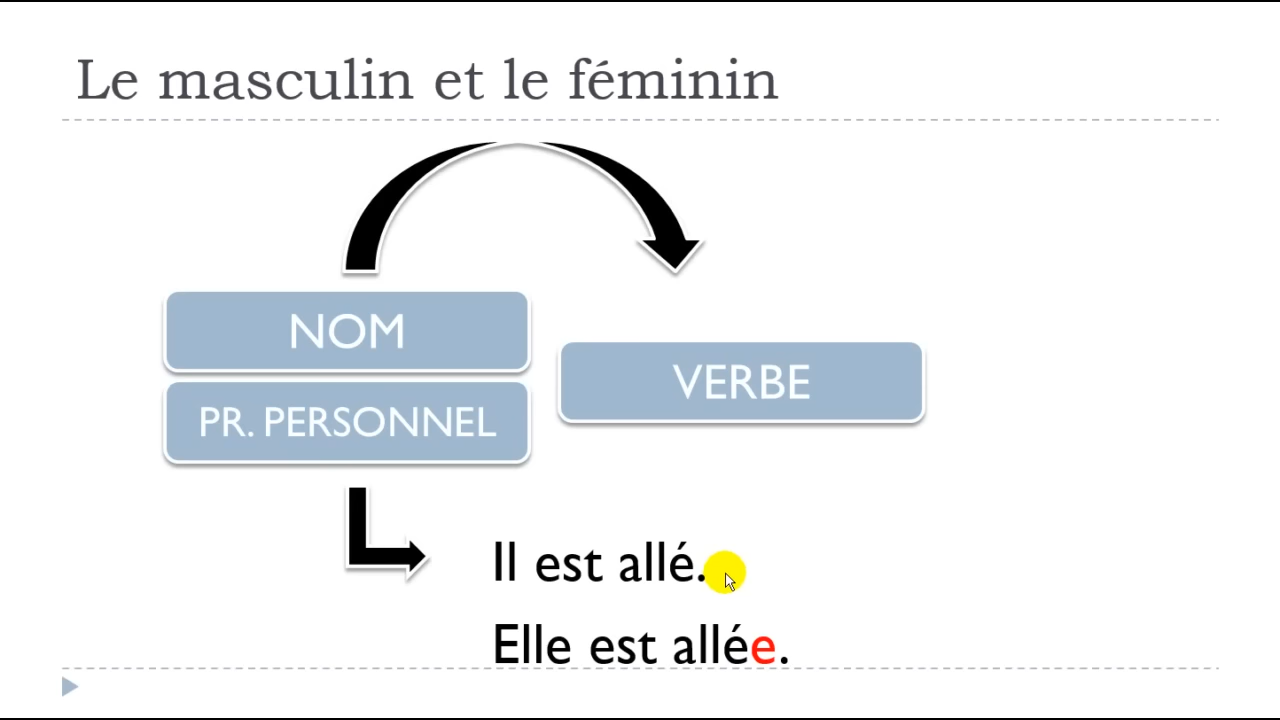 Le masculin et le féminin
NOM
PR. PERSONNEL
VERBE
Il est allé.
Elle est allée.